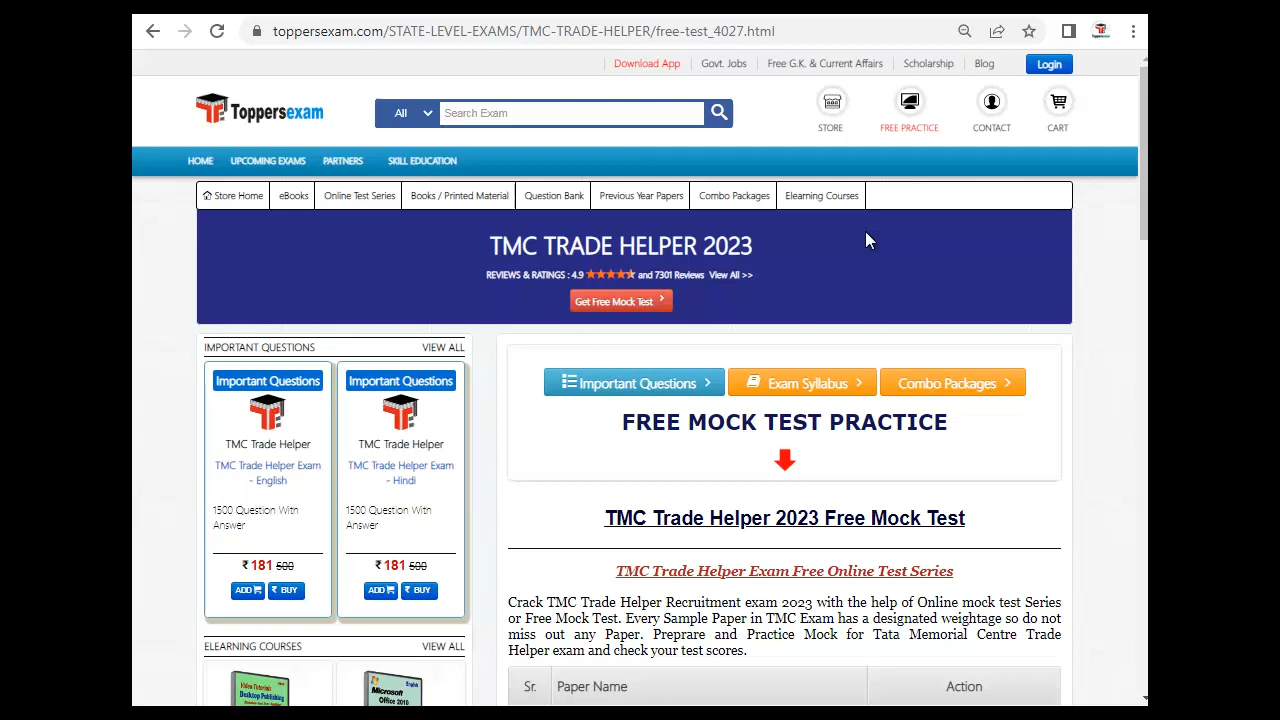 toppersexam.com/STATE-LEVEL-EXAMS/TMC-TRADE-HELPER/free-test_4027.html
Download App Govt. Jobs Free G.K. & Current Affairs Scholarship Blog Login
Toppersexam All Search Exam
STORE FREE PRACTICE CONTACT CART
HOME UPCOMING EXAMS PARTNERS SKILL EDUCATION
Store Home eBooks Online Test Series Books / Printed Material Question Bank Previous Year Papers Combo Packages Elearning Courses
TMC TRADE HELPER 2023
REVIEWS & RATINGS : 4.9 and 7301 Reviews View All >>
Get Free Mock Test
IMPORTANT QUESTIONS VIEW ALL
Important Questions
TMC Trade Helper
TMC Trade Helper Exam
- English
1500 Question With
Answer
₹ 181 500
ADD ₹ BUY
Important Questions
TMC Trade Helper
TMC Trade Helper Exam
- Hindi
1500 Question With
Answer
₹ 181 500
ADD ₹ BUY
ELEARNING COURSES VIEW ALL
Video Tutorials
Desktop Publishing
English
Microsoft
Office 2010
Important Questions Exam Syllabus Combo Packages
FREE MOCK TEST PRACTICE
TMC Trade Helper 2023 Free Mock Test
TMC Trade Helper Exam Free Online Test Series
Crack TMC Trade Helper Recruitment exam 2023 with the help of Online mock test Series
or Free Mock Test. Every Sample Paper in TMC Exam has a designated weightage so do not
miss out any Paper. Preprare and Practice Mock for Tata Memorial Centre Trade
Helper exam and check your test scores.
Sr. Paper Name Action